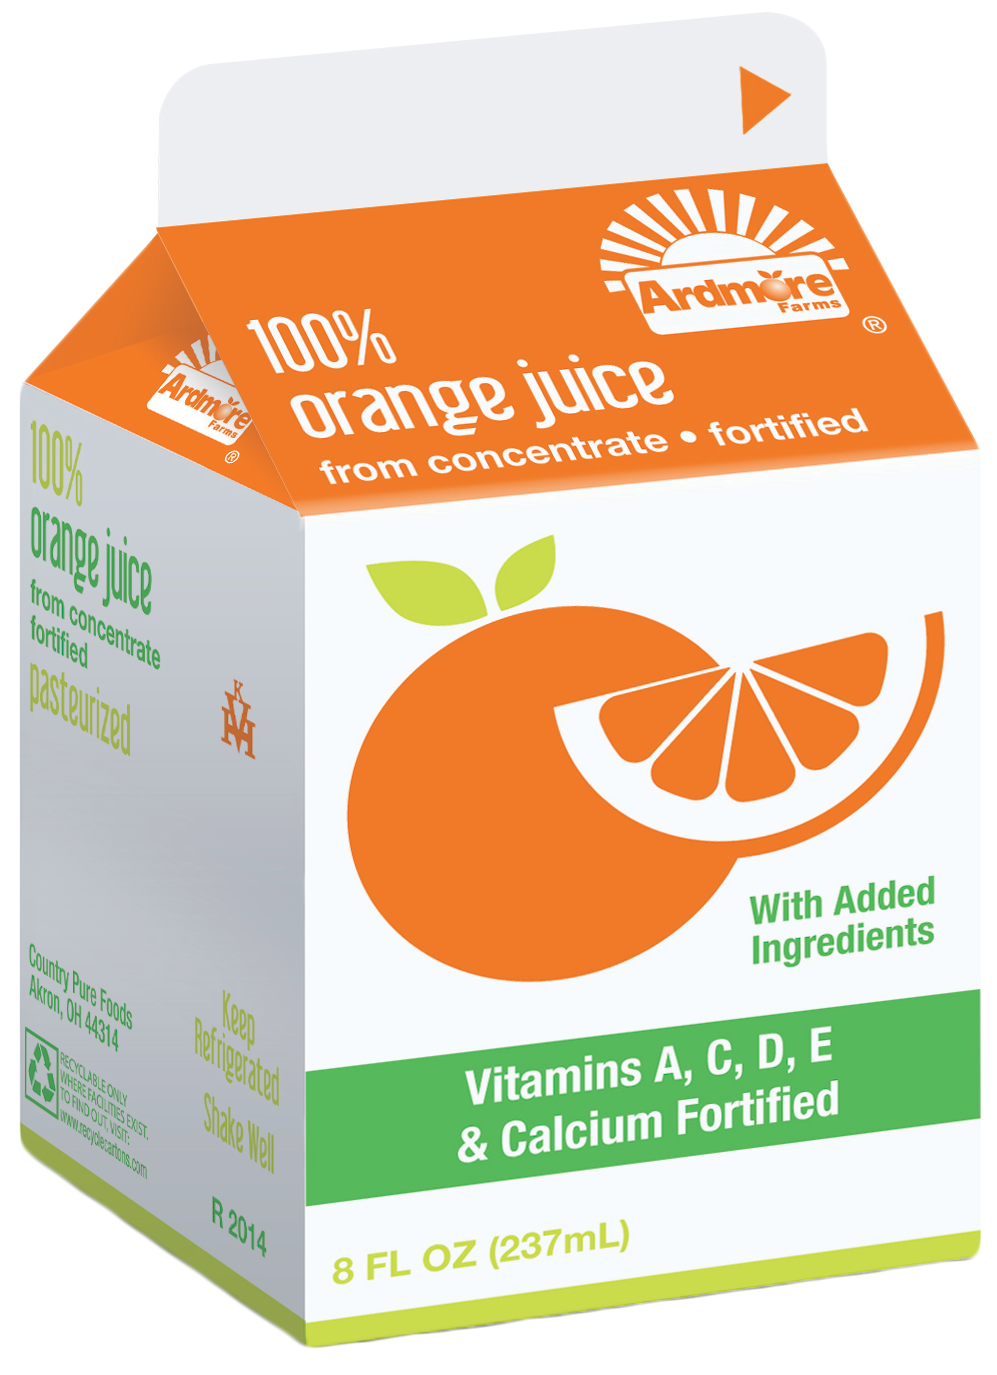 Ardmore
Farms
®
100%
orange juice
from concentrate • fortified
With Added
Ingredients
Vitamins A, C, D, E
& Calcium Fortified
8 FL OZ (237mL)
Ardmore
Farms
®
100%
orange juice
from concentrate
fortified
pasteurized
KVH
Country Pure Foods
Akron, OH 44314
RECYCLABLE ONLY
WHERE FACILITIES EXIST.
TO FIND OUT, VISIT:
www.recyclecartons.com
Keep
Refrigerated
Shake Well
R 2014